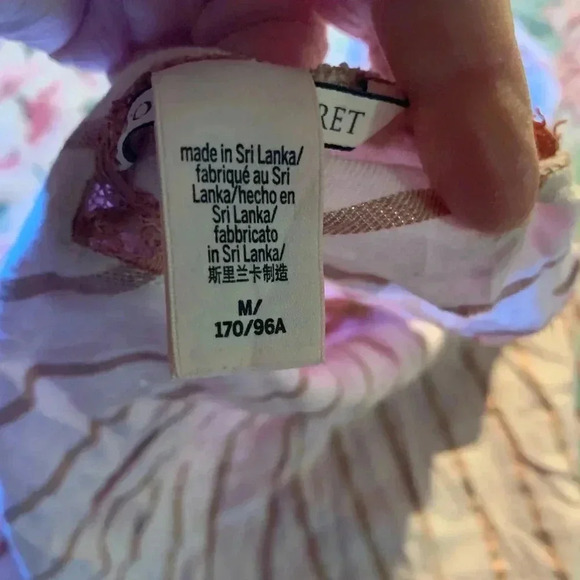 RET
made in Sri Lanka/
fabriqué au Sri
Lanka/hecho en
Sri Lanka/
fabbricato
in Sri Lanka/
斯里兰卡制造
M/
170/96A